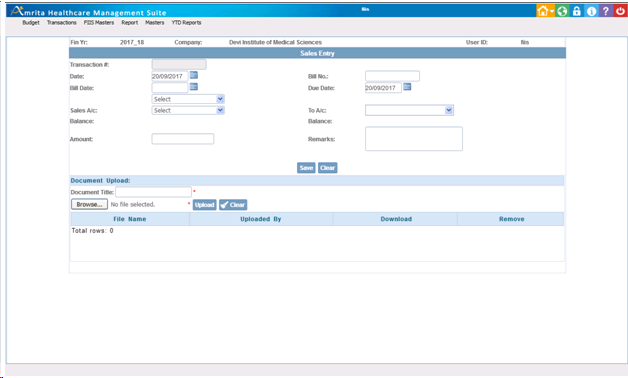 Amrita Healthcare Management Suite fiis
Budget Transactions FIIS Masters Report Masters YTD Reports
Fin Yr: 2017_18 Company: Devi Institute of Medical Sciences User ID: fiis
Sales Entry
Transaction #:
Date: 20/09/2017 Bill No.:
Bill Date: Due Date: 20/09/2017
Select
Sales A/c: Select To A/c:
Balance: Balance:
Amount: Remarks:
Save Clear
Document Upload:
Document Title: *
Browse... No file selected. * Upload Clear
File Name Uploaded By Download Remove
Total rows: 0